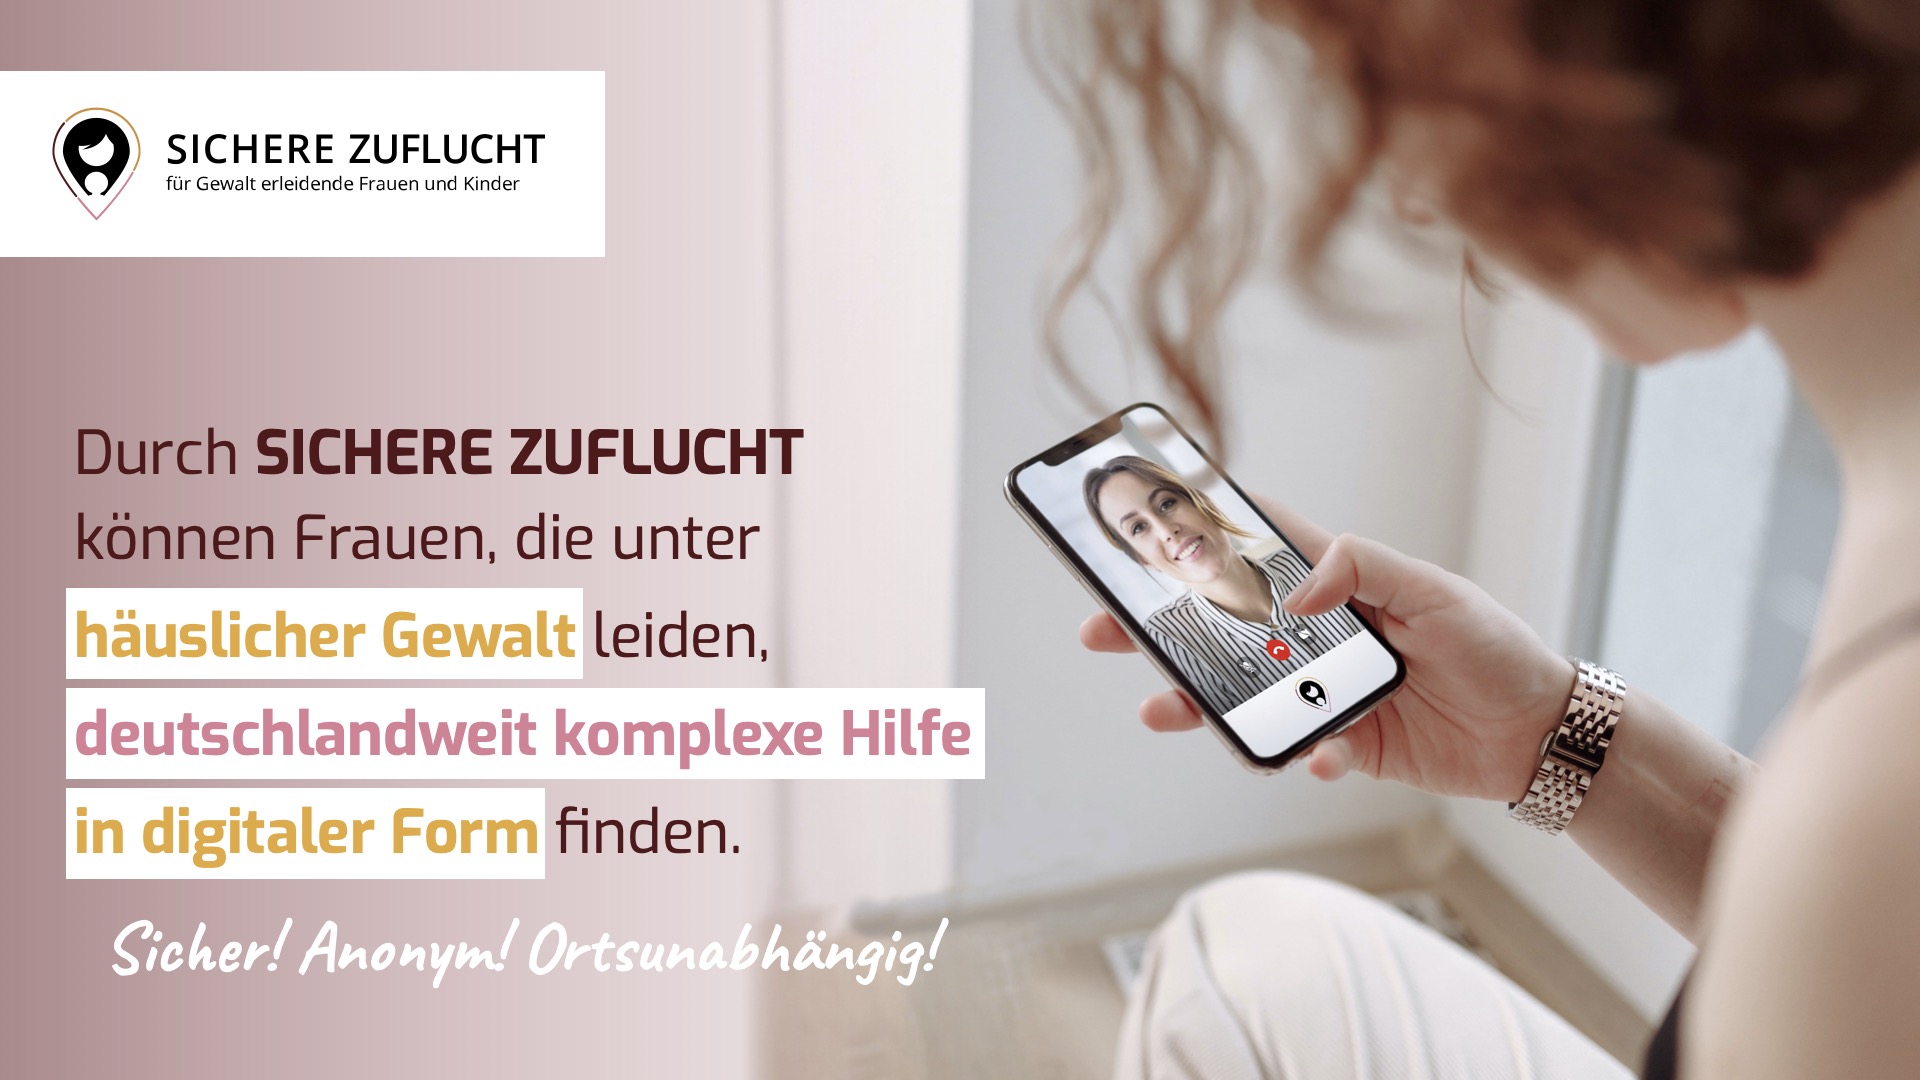 SICHERE ZUFLUCHT
für Gewalt erleidende Frauen und Kinder
Durch SICHERE ZUFLUCHT
können Frauen, die unter
häuslicher Gewalt leiden,
deutschlandweit komplexe Hilfe
in digitaler Form finden.
Sicher! Anonym! Ortsunabhängig!